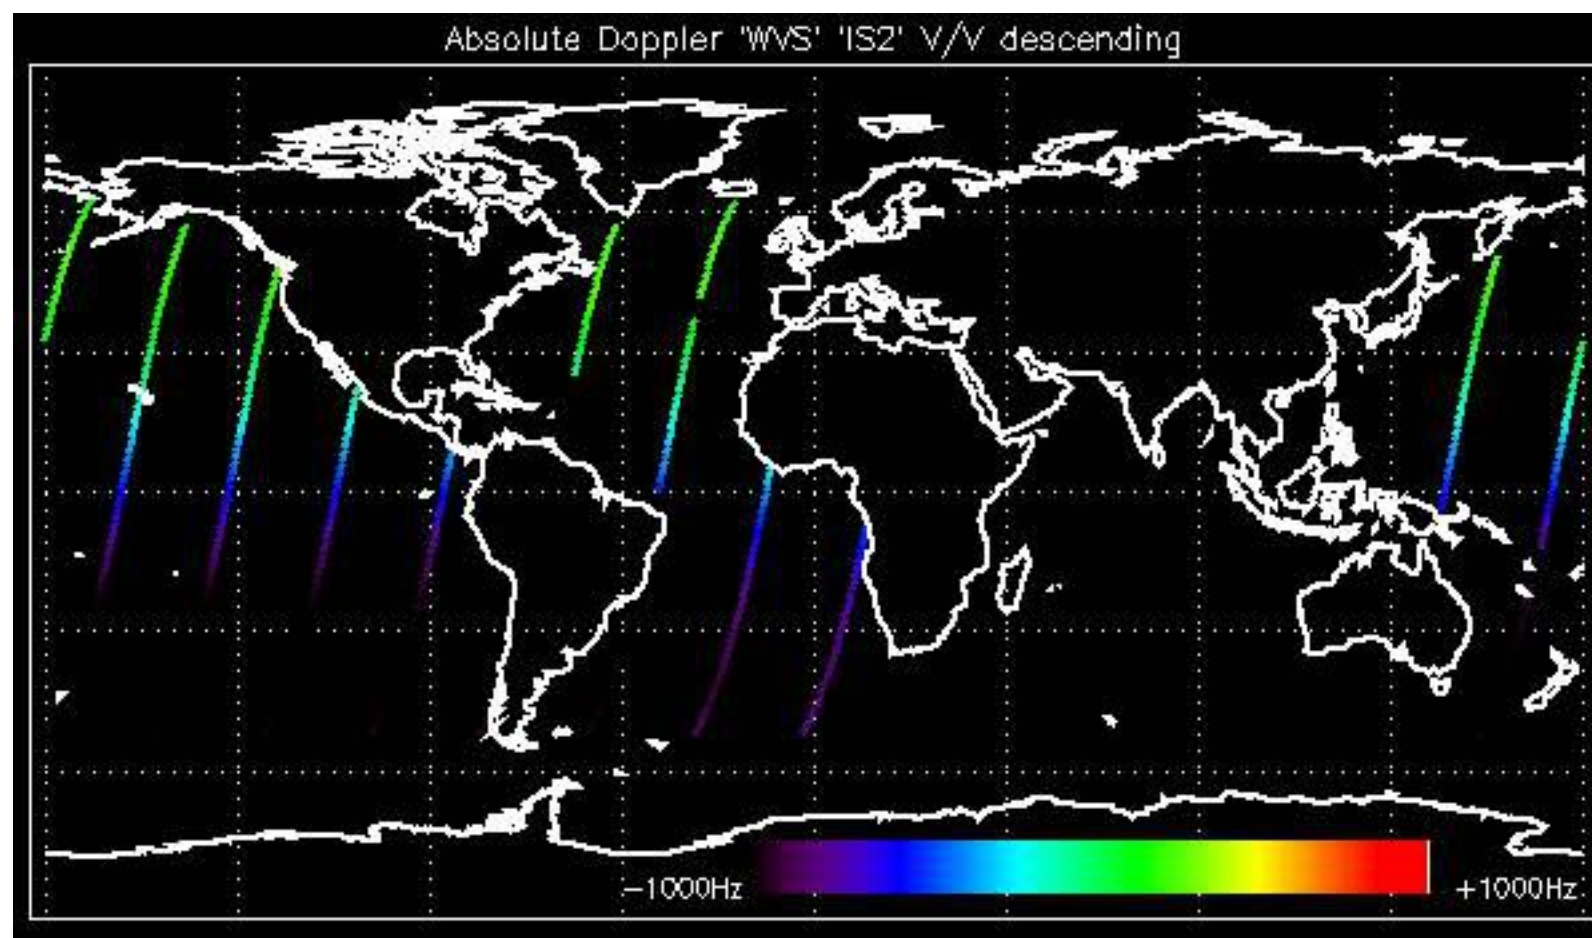 Absolute Doppler 'WVS' 'IS2' V/V descending
-1000Hz +1000Hz